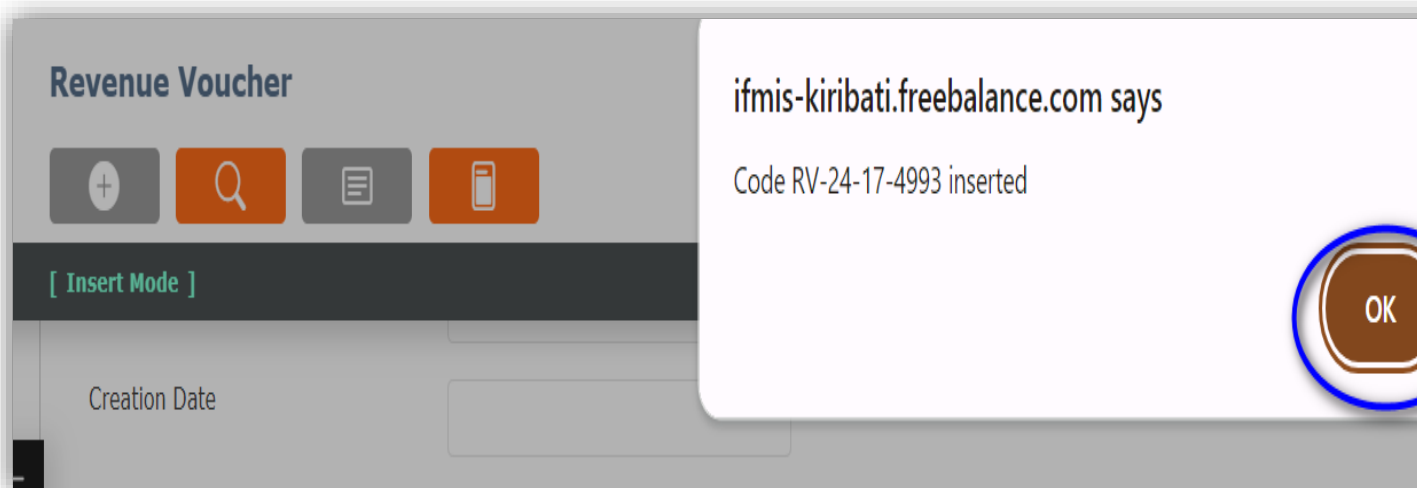 Revenue Voucher
ifmis-kiribati.freebalance.com says
Code RV-24-17-4993 inserted
[ Insert Mode ]
OK
Creation Date